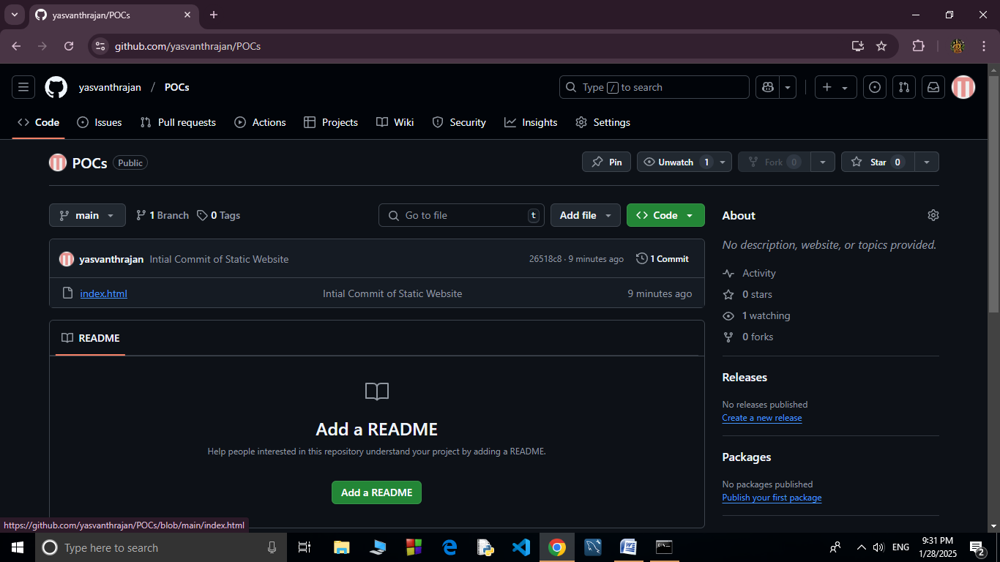 yasvanthrajan/POCs
github.com/yasvanthrajan/POCs
yasvanthrajan / POCs
Type / to search
Code Issues Pull requests Actions Projects Wiki Security Insights Settings
POCs Public
Pin Unwatch 1 Fork 0 Star 0
main 1 Branch 0 Tags Go to file t Add file Code
About
No description, website, or topics provided.
yasvanthrajan Intial Commit of Static Website 26518c8 · 9 minutes ago 1 Commit
Activity
index.html Intial Commit of Static Website 9 minutes ago
0 stars
1 watching
0 forks
README
Releases
No releases published
Create a new release
Add a README
Help people interested in this repository understand your project by adding a README.
Add a README
Packages
No packages published
Publish your first package
https://github.com/yasvanthrajan/POCs/blob/main/index.html
Type here to search
ENG
9:31 PM
1/28/2025
2